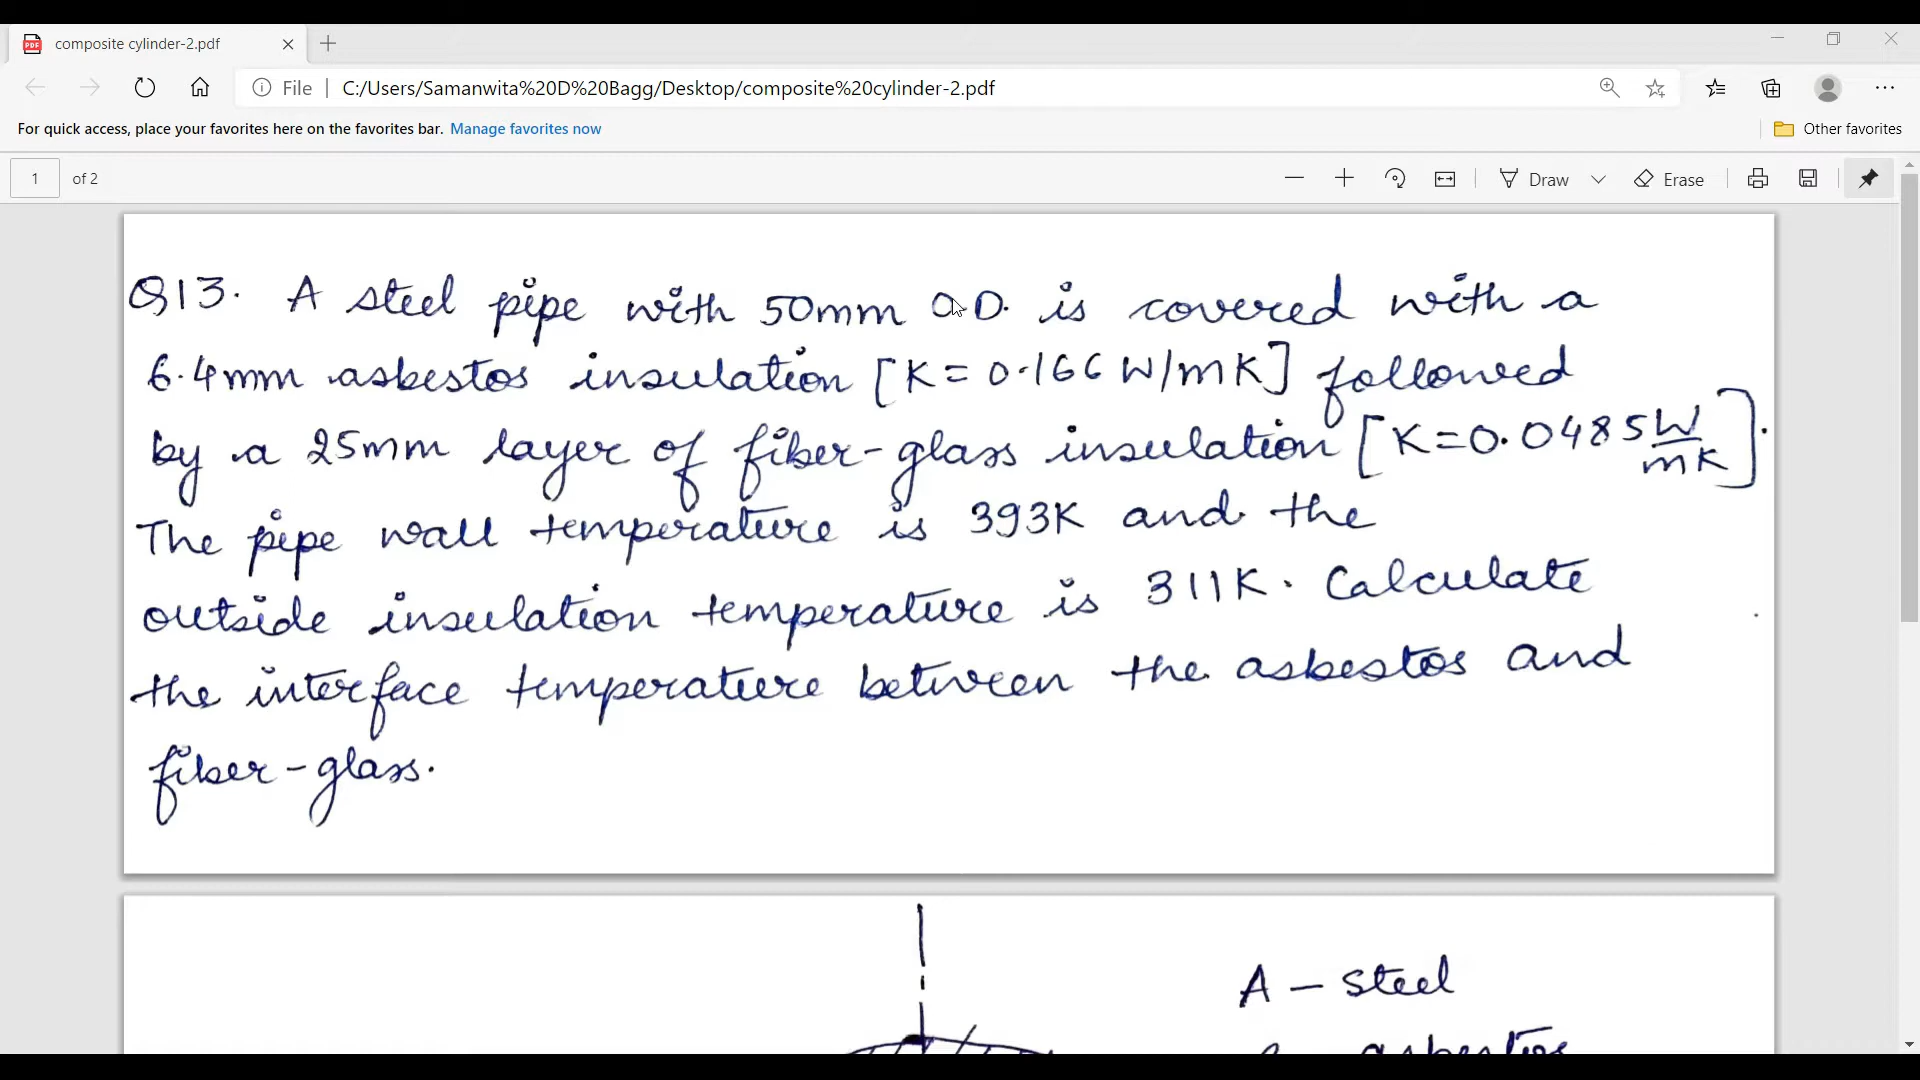 composite cylinder-2.pdf
File | C:/Users/Samanwita%20D%20Bagg/Desktop/composite%20cylinder-2.pdf
For quick access, place your favorites here on the favorites bar. Manage favorites now
Other favorites
1 of 2
Draw
Erase
Q13. A steel pipe with 50mm O.D. is covered with a
6.4mm asbestos insulation [K = 0.166 W/mK] followed
by a 25mm layer of fiber-glass insulation [K=0.0485 W/mK].
The pipe wall temperature is 393K and the
outside insulation temperature is 311K. Calculate
the interface temperature between the asbestos and
fiber-glass.
A - steel
asbestos